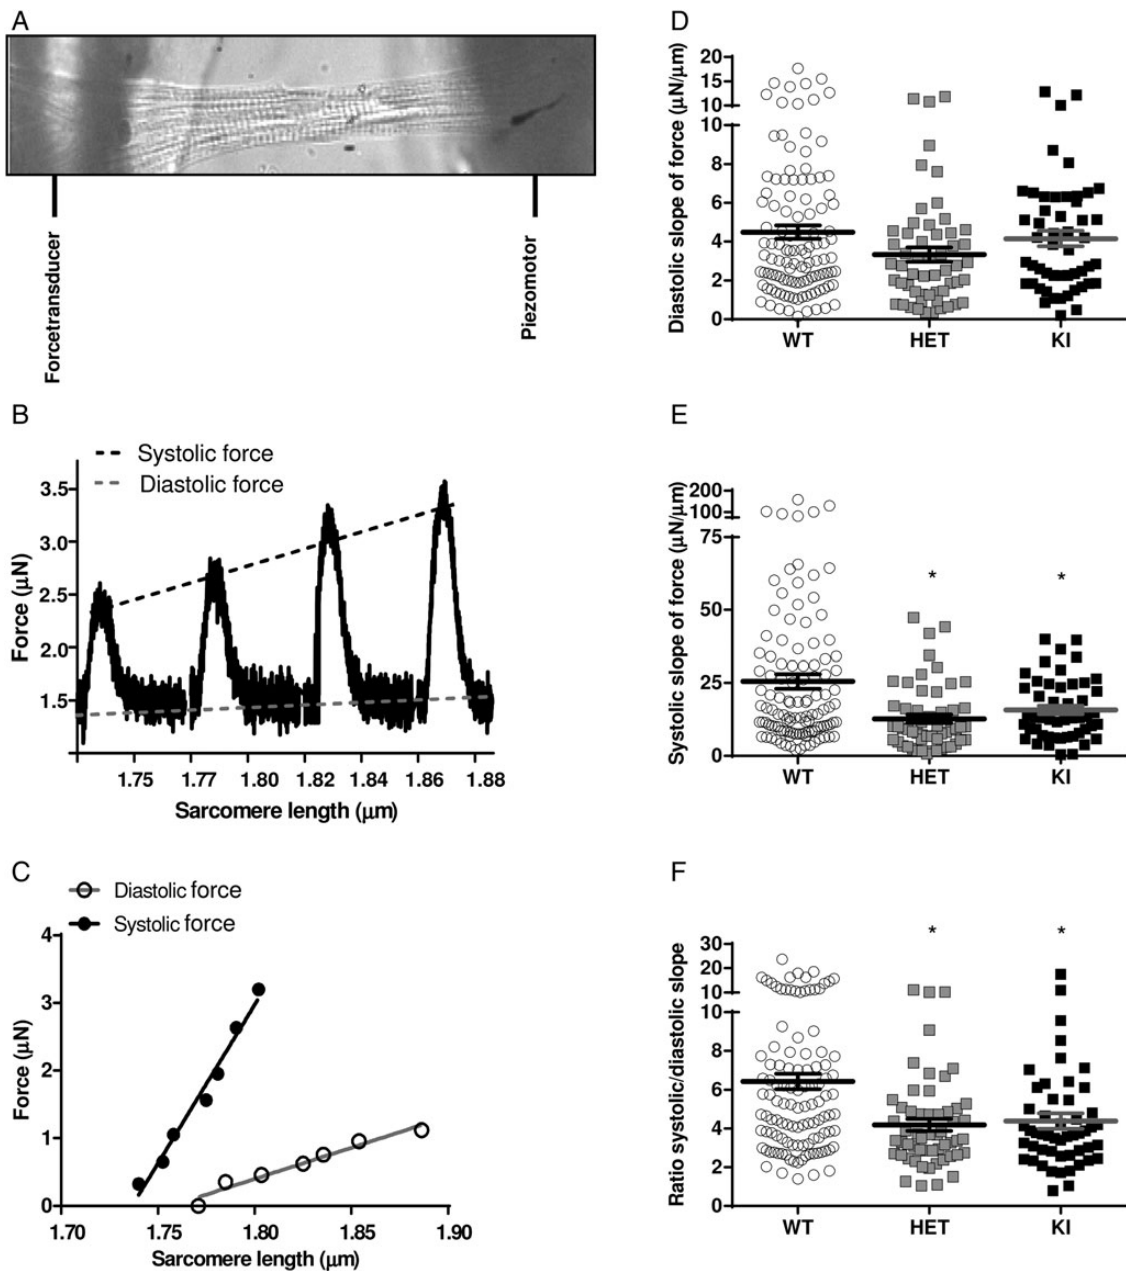 A
Forcetransducer
Piezomotor
B
Systolic force
Diastolic force
3.5
3.0
2.5
2.0
1.5
Force (μN)
1.75 1.77 1.80 1.82 1.84 1.86 1.88
Sarcomere length (μm)
C
Diastolic force
Systolic force
4
3
2
1
0
Force (μN)
1.70 1.75 1.80 1.85 1.90
Sarcomere length (μm)
D
Diastolic slope of force (μN/μm)
20
15
10
10
8
6
4
2
0
WT HET KI
E
Systolic slope of force (μN/μm)
200
100
75
50
25
0
* *
WT HET KI
F
Ratio systolic/diastolic slope
30
20
10
10
8
6
4
2
0
* *
WT HET KI